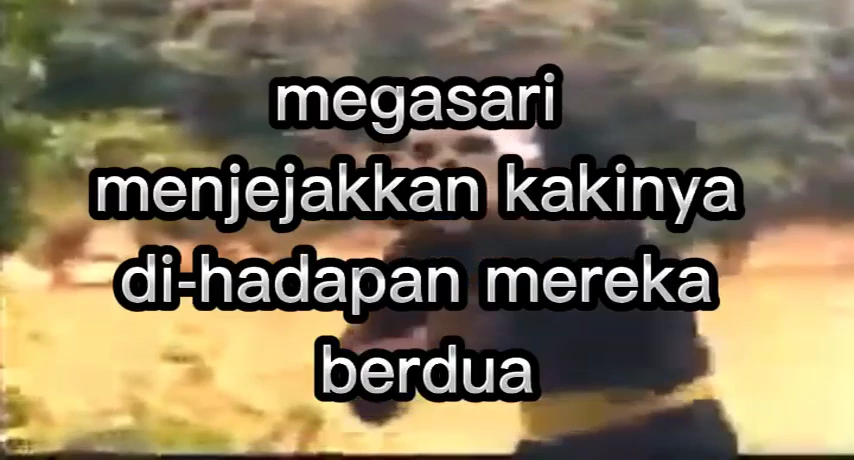 megasari
menjejakkan kakinya
di-hadapan mereka
berdua